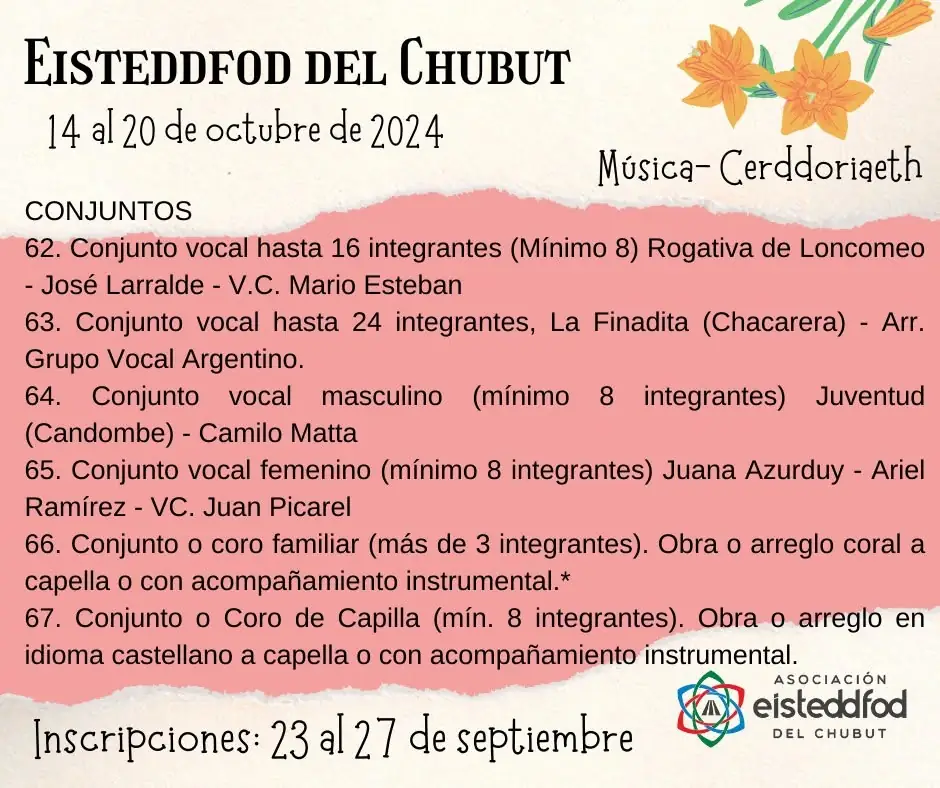 Eisteddfod del Chubut
14 al 20 de octubre de 2024
Música- Cerddoriaeth
CONJUNTOS
62. Conjunto vocal hasta 16 integrantes (Mínimo 8) Rogativa de Loncomeo
- José Larralde - V.C. Mario Esteban
63. Conjunto vocal hasta 24 integrantes, La Finadita (Chacarera) - Arr.
Grupo Vocal Argentino.
64. Conjunto vocal masculino (mínimo 8 integrantes) Juventud
(Candombe) - Camilo Matta
65. Conjunto vocal femenino (mínimo 8 integrantes) Juana Azurduy - Ariel
Ramírez - VC. Juan Picarel
66. Conjunto o coro familiar (más de 3 integrantes). Obra o arreglo coral a
capella o con acompañamiento instrumental.*
67. Conjunto o Coro de Capilla (mín. 8 integrantes). Obra o arreglo en
idioma castellano a capella o con acompañamiento instrumental.
ASOCIACIÓN
eisteddfod
DEL CHUBUT
Inscripciones: 23 al 27 de septiembre